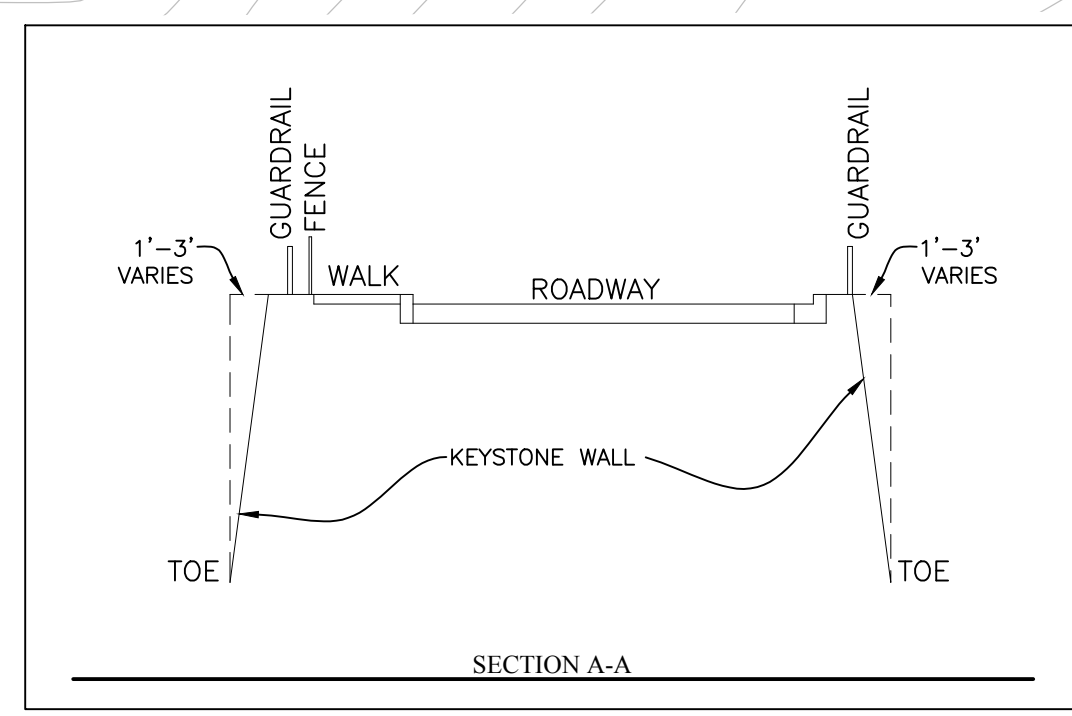 GUARDRAIL
FENCE
GUARDRAIL
1'-3'
VARIES
WALK
ROADWAY
1'-3'
VARIES
KEYSTONE WALL
TOE
TOE
SECTION A-A